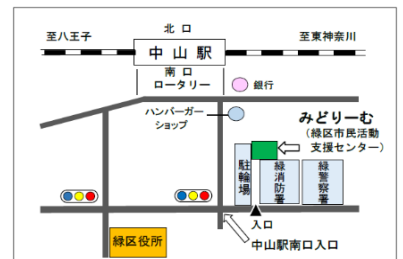 北 口
至八王子
至東神奈川
中 山 駅
南 口
ロータリー
銀行
ハンバーガー
ショップ
みどりーむ
(緑区市民活動
支援センター)
駐輪場
緑消防署
緑警察署
入口
緑区役所
中山駅南口入口